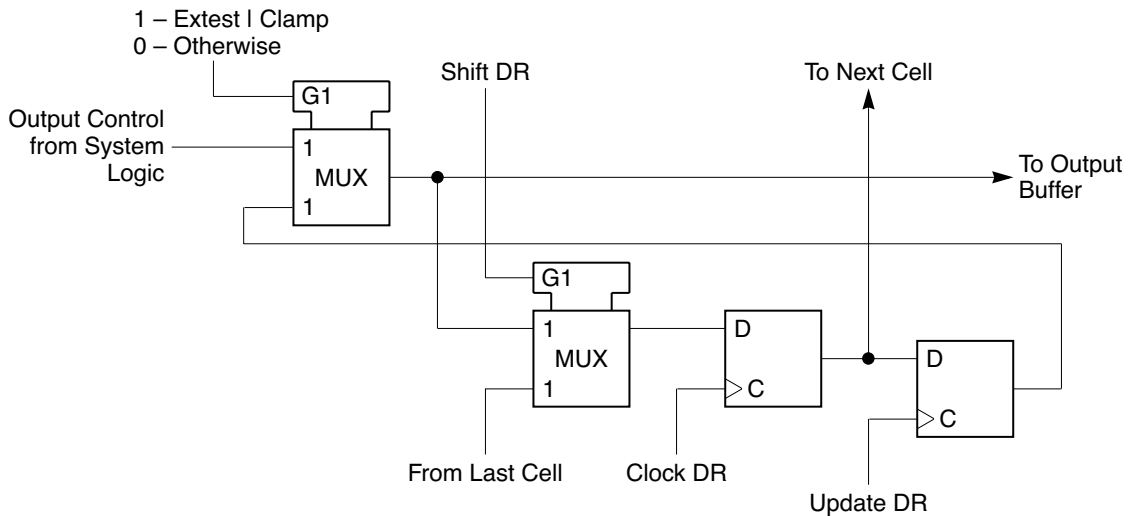 1 – Extest | Clamp
0 – Otherwise
Shift DR
To Next Cell
G1
Output Control
from System
Logic
1
MUX
1
To Output
Buffer
G1
1
MUX
1
D
C
D
C
From Last Cell
Clock DR
Update DR